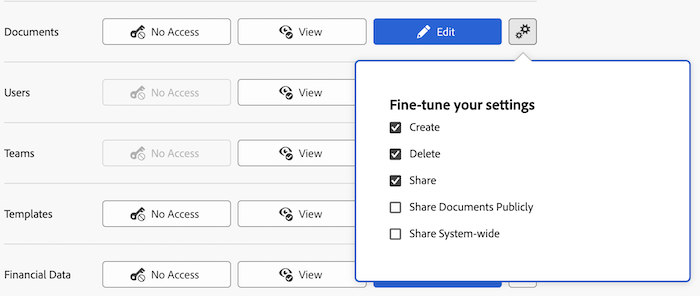 Documents No Access View Edit
Fine-tune your settings
Users No Access View
Create
Delete
Teams No Access View
Share
Share Documents Publicly
Templates No Access View
Share System-wide
Financial Data No Access View